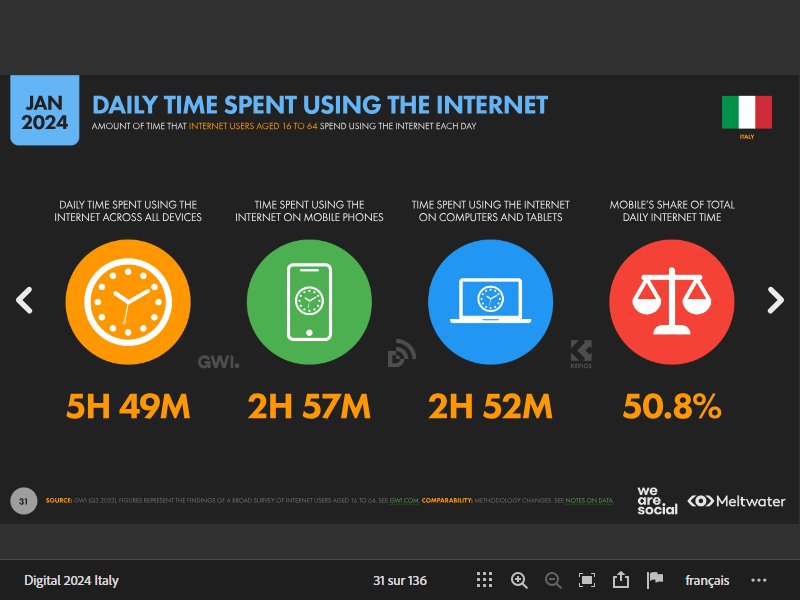 JAN
2024
DAILY TIME SPENT USING THE INTERNET
AMOUNT OF TIME THAT INTERNET USERS AGED 16 TO 64 SPEND USING THE INTERNET EACH DAY
ITALY
DAILY TIME SPENT USING THE
INTERNET ACROSS ALL DEVICES
TIME SPENT USING THE
INTERNET ON MOBILE PHONES
TIME SPENT USING THE INTERNET
ON COMPUTERS AND TABLETS
MOBILE'S SHARE OF TOTAL
DAILY INTERNET TIME
GWI.
KEPIOS
5H 49M
2H 57M
2H 52M
50.8%
31
SOURCE: GWI (Q3 2023). FIGURES REPRESENT THE FINDINGS OF A BROAD SURVEY OF INTERNET USERS AGED 16 TO 64. SEE GWI.COM. COMPARABILITY: METHODOLOGY CHANGES. SEE NOTES ON DATA.
we
are.
social
Meltwater
Digital 2024 Italy
31 sur 136
français